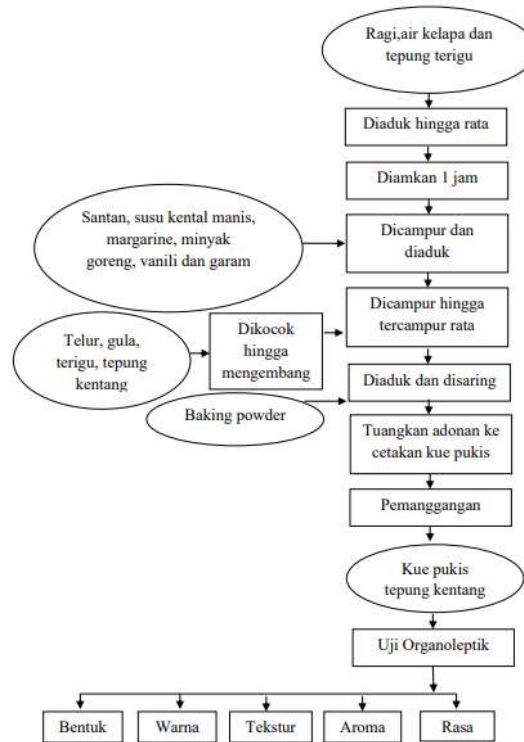 Ragi,air kelapa dan
tepung terigu
Diaduk hingga rata
Diamkan 1 jam
Santan, susu kental manis,
margarine, minyak
goreng, vanili dan garam
Dicampur dan
diaduk
Dicampur hingga
tercampur rata
Telur, gula,
terigu, tepung
kentang
Dikocok
hingga
mengembang
Diaduk dan disaring
Baking powder
Tuangkan adonan ke
cetakan kue pukis
Pemanggangan
Kue pukis
tepung kentang
Uji Organoleptik
Bentuk
Warna
Tekstur
Aroma
Rasa